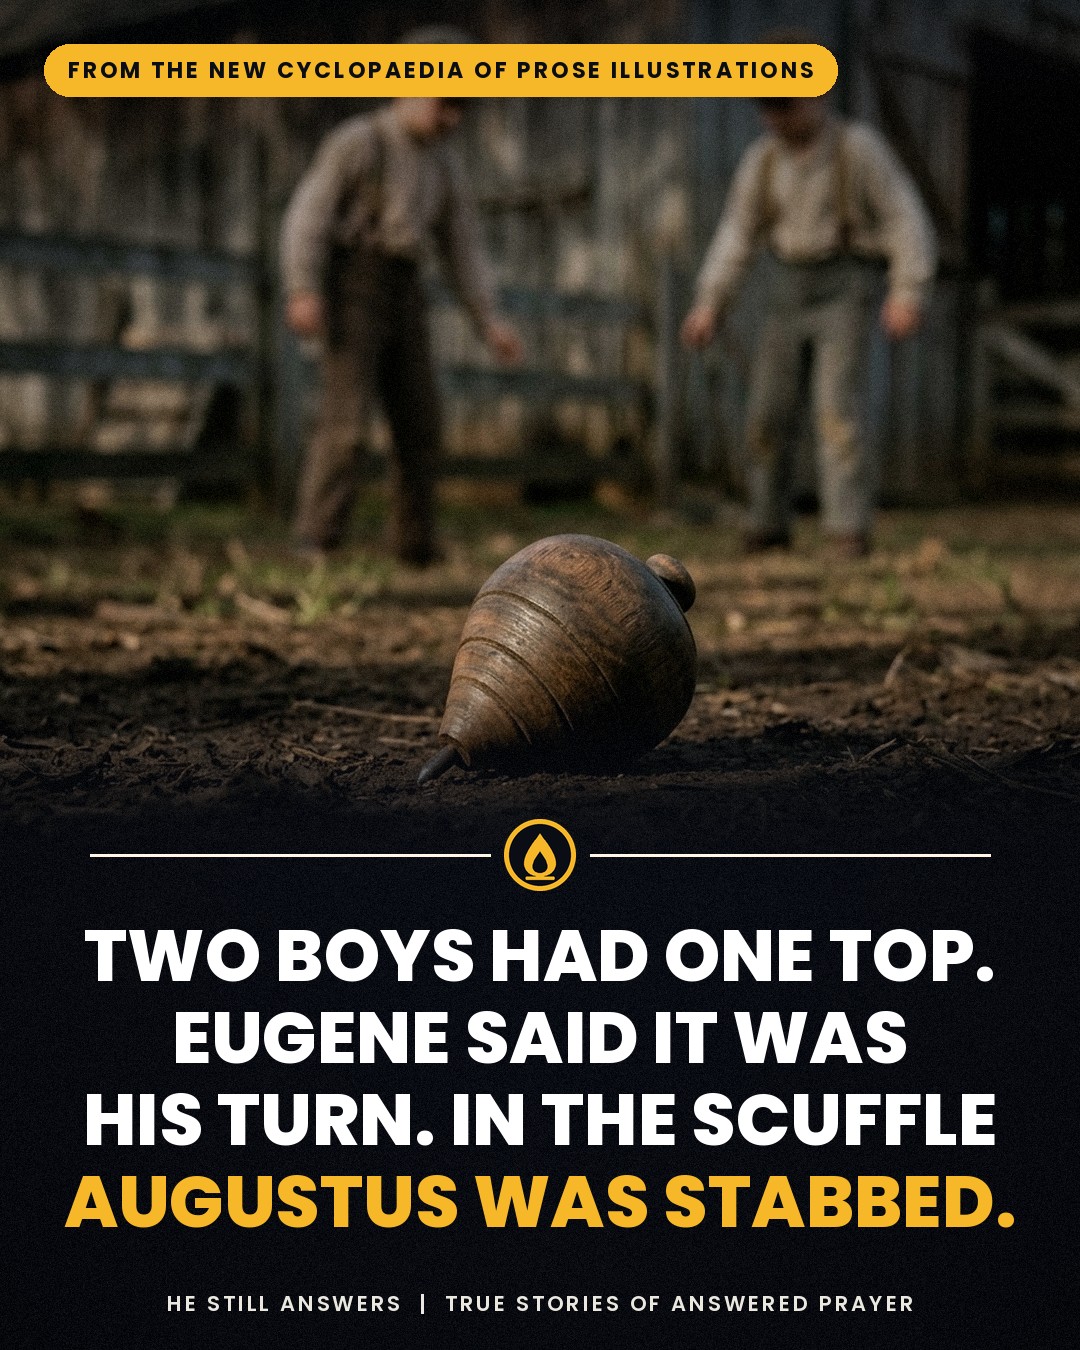 FROM THE NEW CYCLOPAEDIA OF PROSE ILLUSTRATIONS
TWO BOYS HAD ONE TOP.
EUGENE SAID IT WAS
HIS TURN. IN THE SCUFFLE
AUGUSTUS WAS STABBED.
HE STILL ANSWERS | TRUE STORIES OF ANSWERED PRAYER